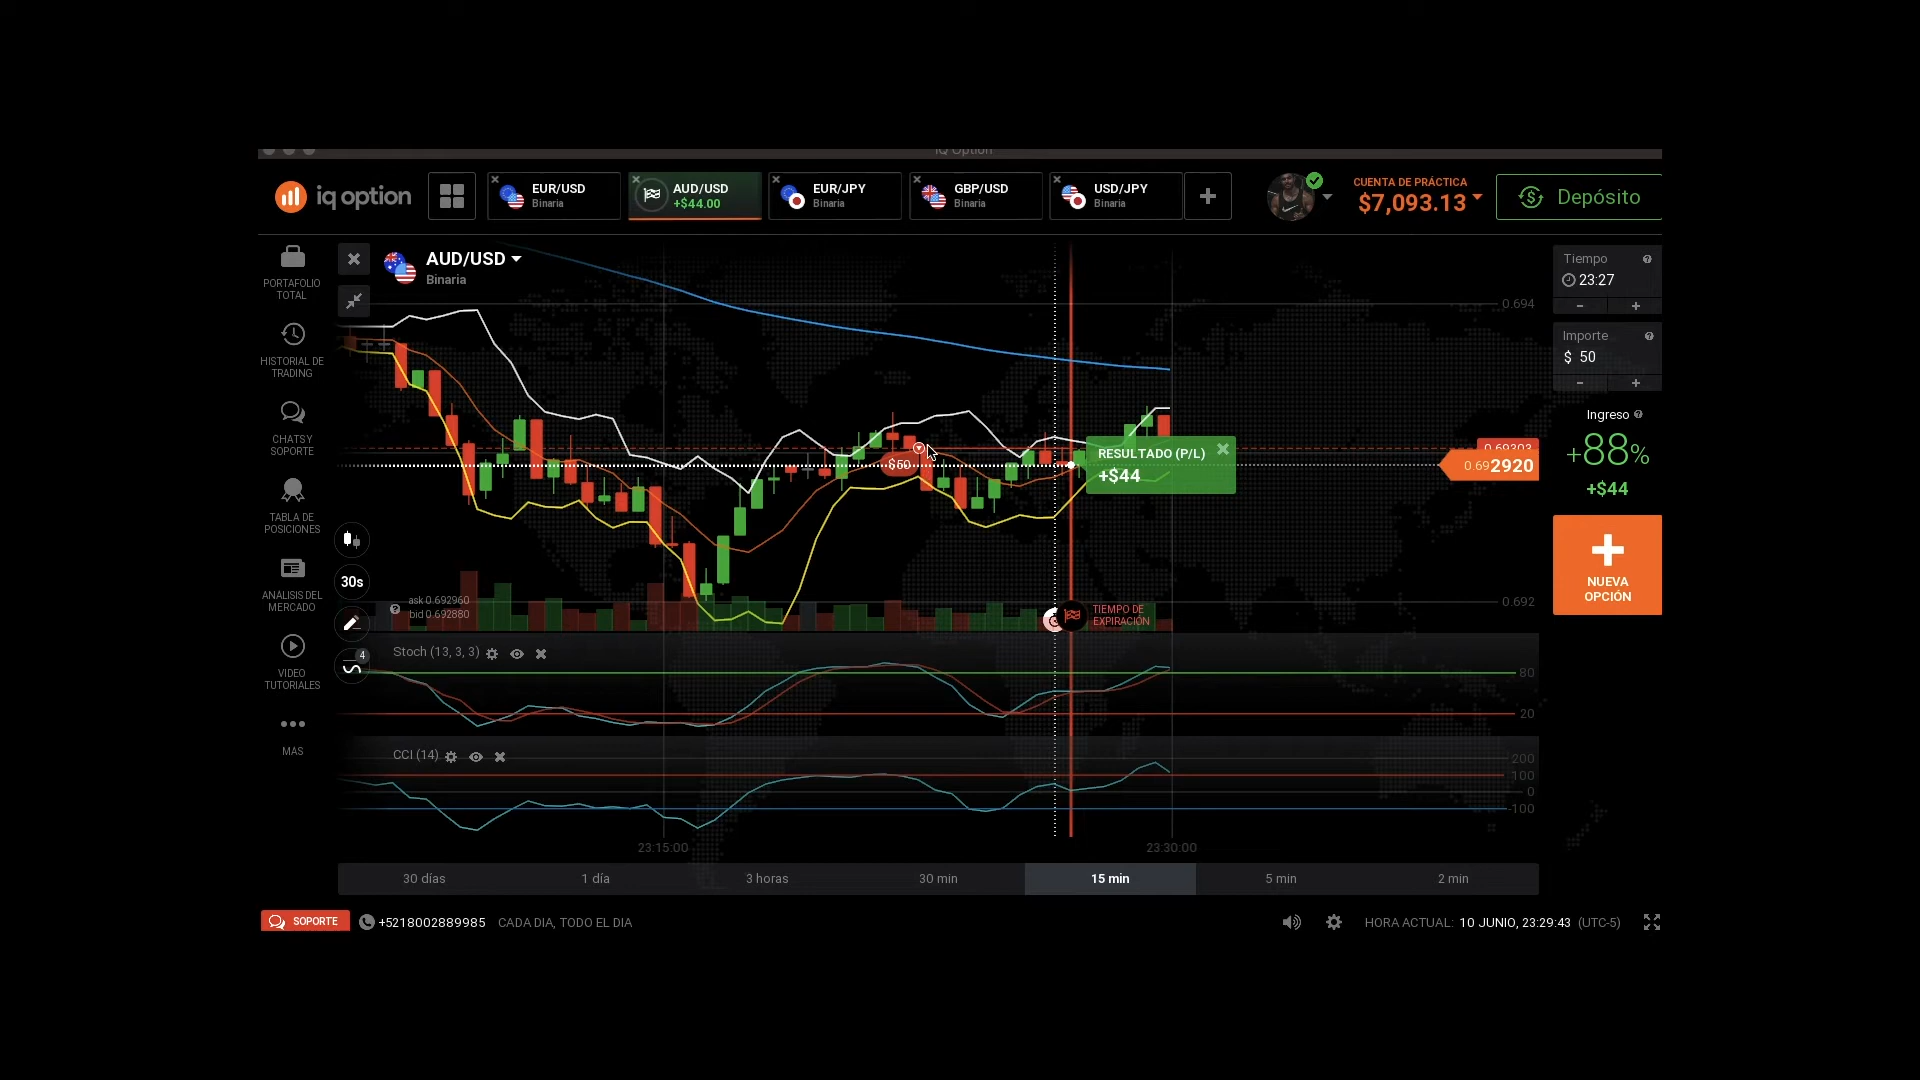 IQ Option
iq option
EUR/USD
Binaria
AUD/USD
+$44.00
EUR/JPY
Binaria
GBP/USD
Binaria
USD/JPY
Binaria
CUENTA DE PRÁCTICA
$7,093.13
Depósito
PORTAFOLIO
TOTAL
HISTORIAL DE
TRADING
CHATS Y
SOPORTE
TABLA DE
POSICIONES
ANÁLISIS DEL
MERCADO
VIDEO
TUTORIALES
MÁS
AUD/USD
Binaria
0.694
0.69303
0.692920
0.692
$50
RESULTADO (P/L)
+$44
30s
4
ask 0.692960
bid 0.692880
TIEMPO DE
EXPIRACIÓN
Stoch (13, 3, 3)
80
20
CCI (14)
200
100
0
-100
23:15:00
23:30:00
30 días
1 día
3 horas
30 min
15 min
5 min
2 min
Tiempo
23:27
- +
Importe
$ 50
- +
Ingreso
+88%
+$44
NUEVA
OPCIÓN
SOPORTE
+5218002889985
CADA DIA, TODO EL DIA
HORA ACTUAL: 10 JUNIO, 23:29:43 (UTC-5)